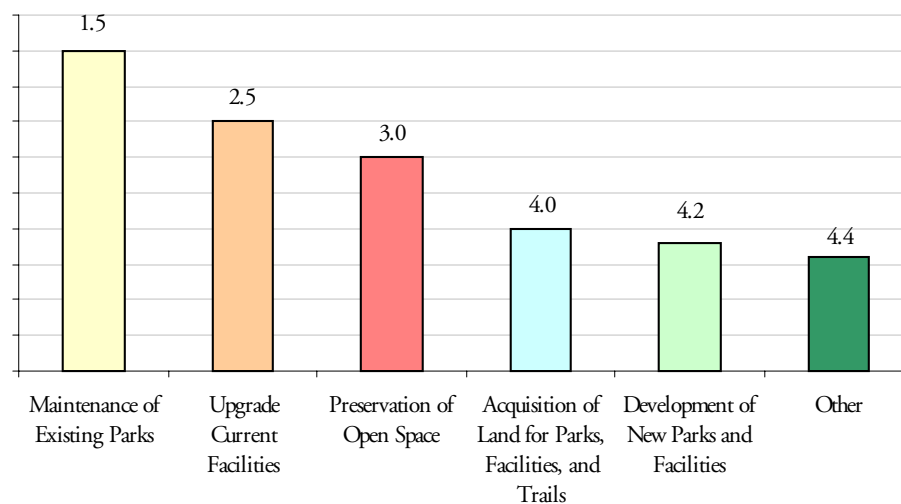 1.5
2.5
3.0
4.0
4.2
4.4
Maintenance of
Existing Parks
Upgrade
Current
Facilities
Preservation of
Open Space
Acquisition of
Land for Parks,
Facilities, and
Trails
Development of
New Parks and
Facilities
Other